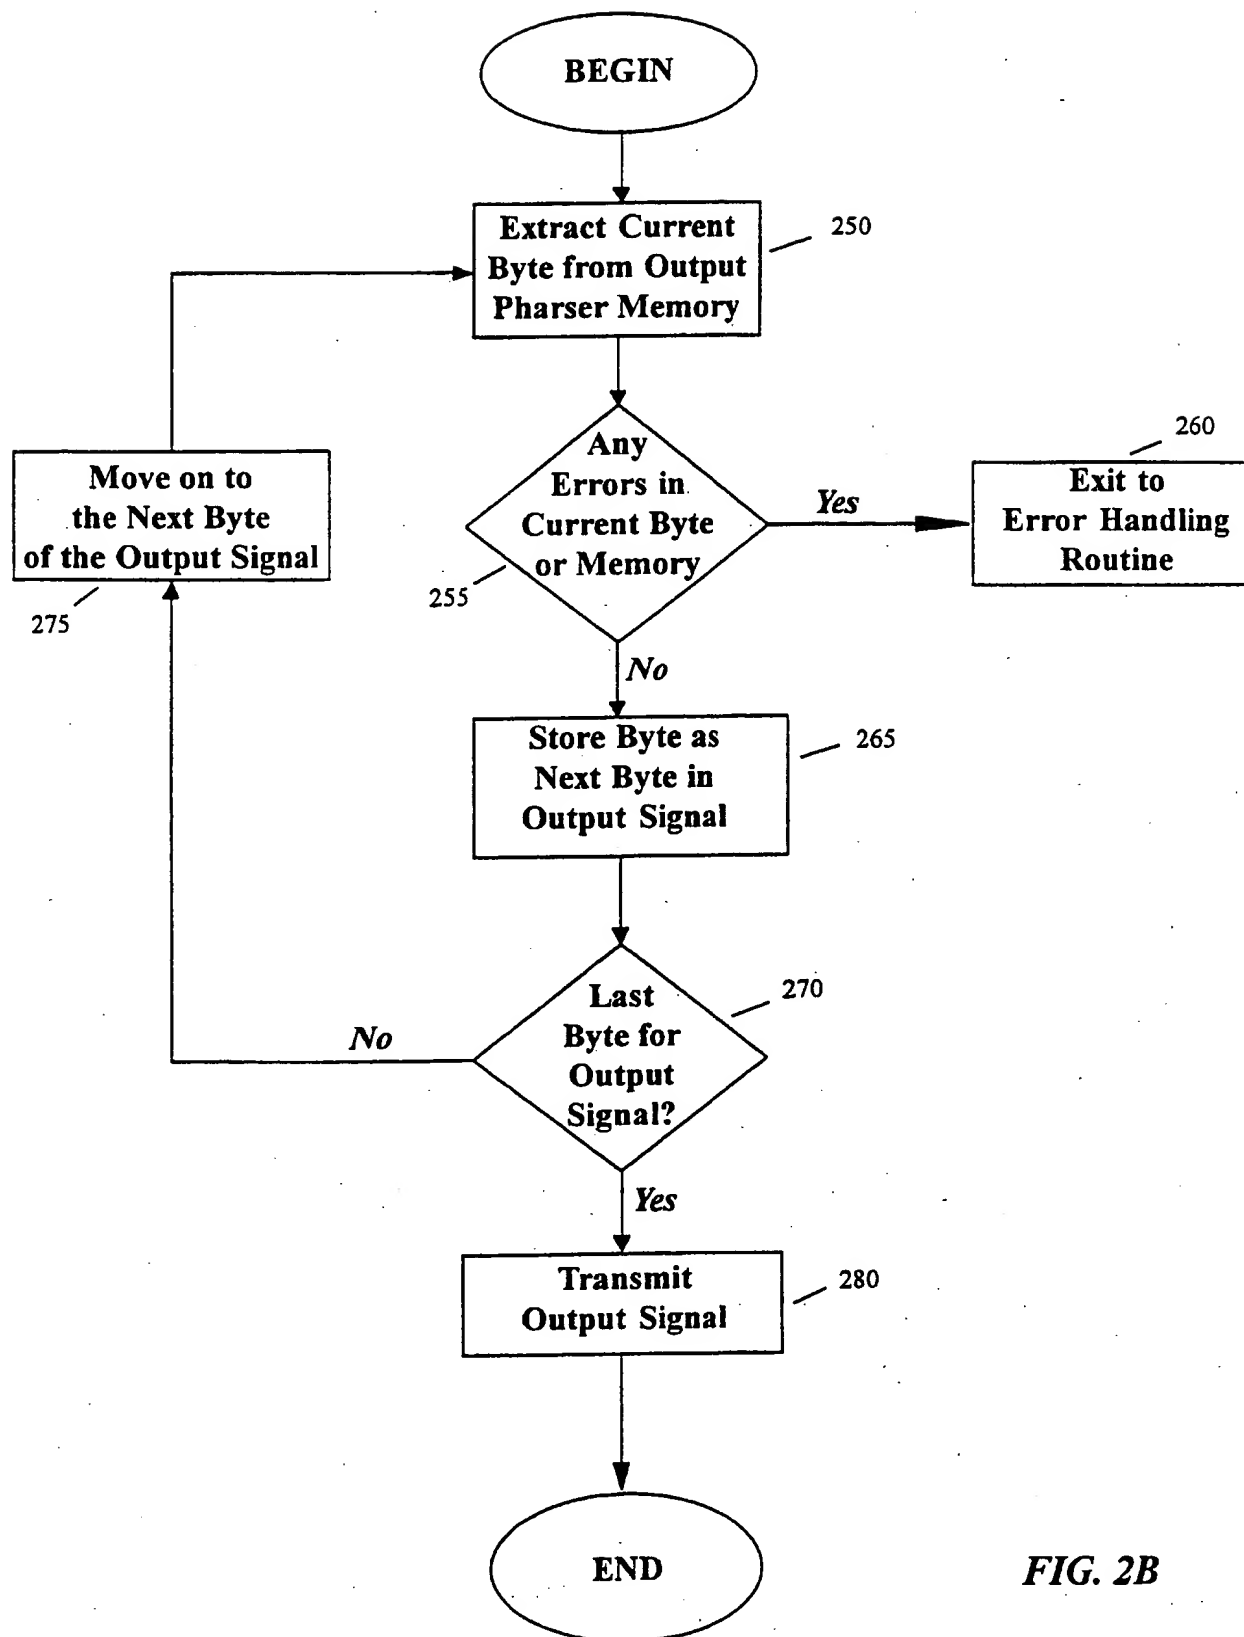 BEGIN
Extract Current
Byte from Output
Pharser Memory
250
Any
Errors in
Current Byte
or Memory
255
Yes
260
Exit to
Error Handling
Routine
Move on to
the Next Byte
of the Output Signal
275
No
Store Byte as
Next Byte in
Output Signal
265
Last
Byte for
Output
Signal?
270
No
Yes
Transmit
Output Signal
280
END
FIG. 2B